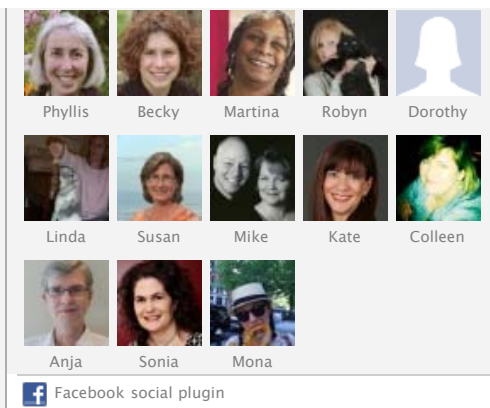 Phyllis Becky Martina Robyn Dorothy
Linda Susan Mike Kate Colleen
Anja Sonia Mona
Facebook social plugin